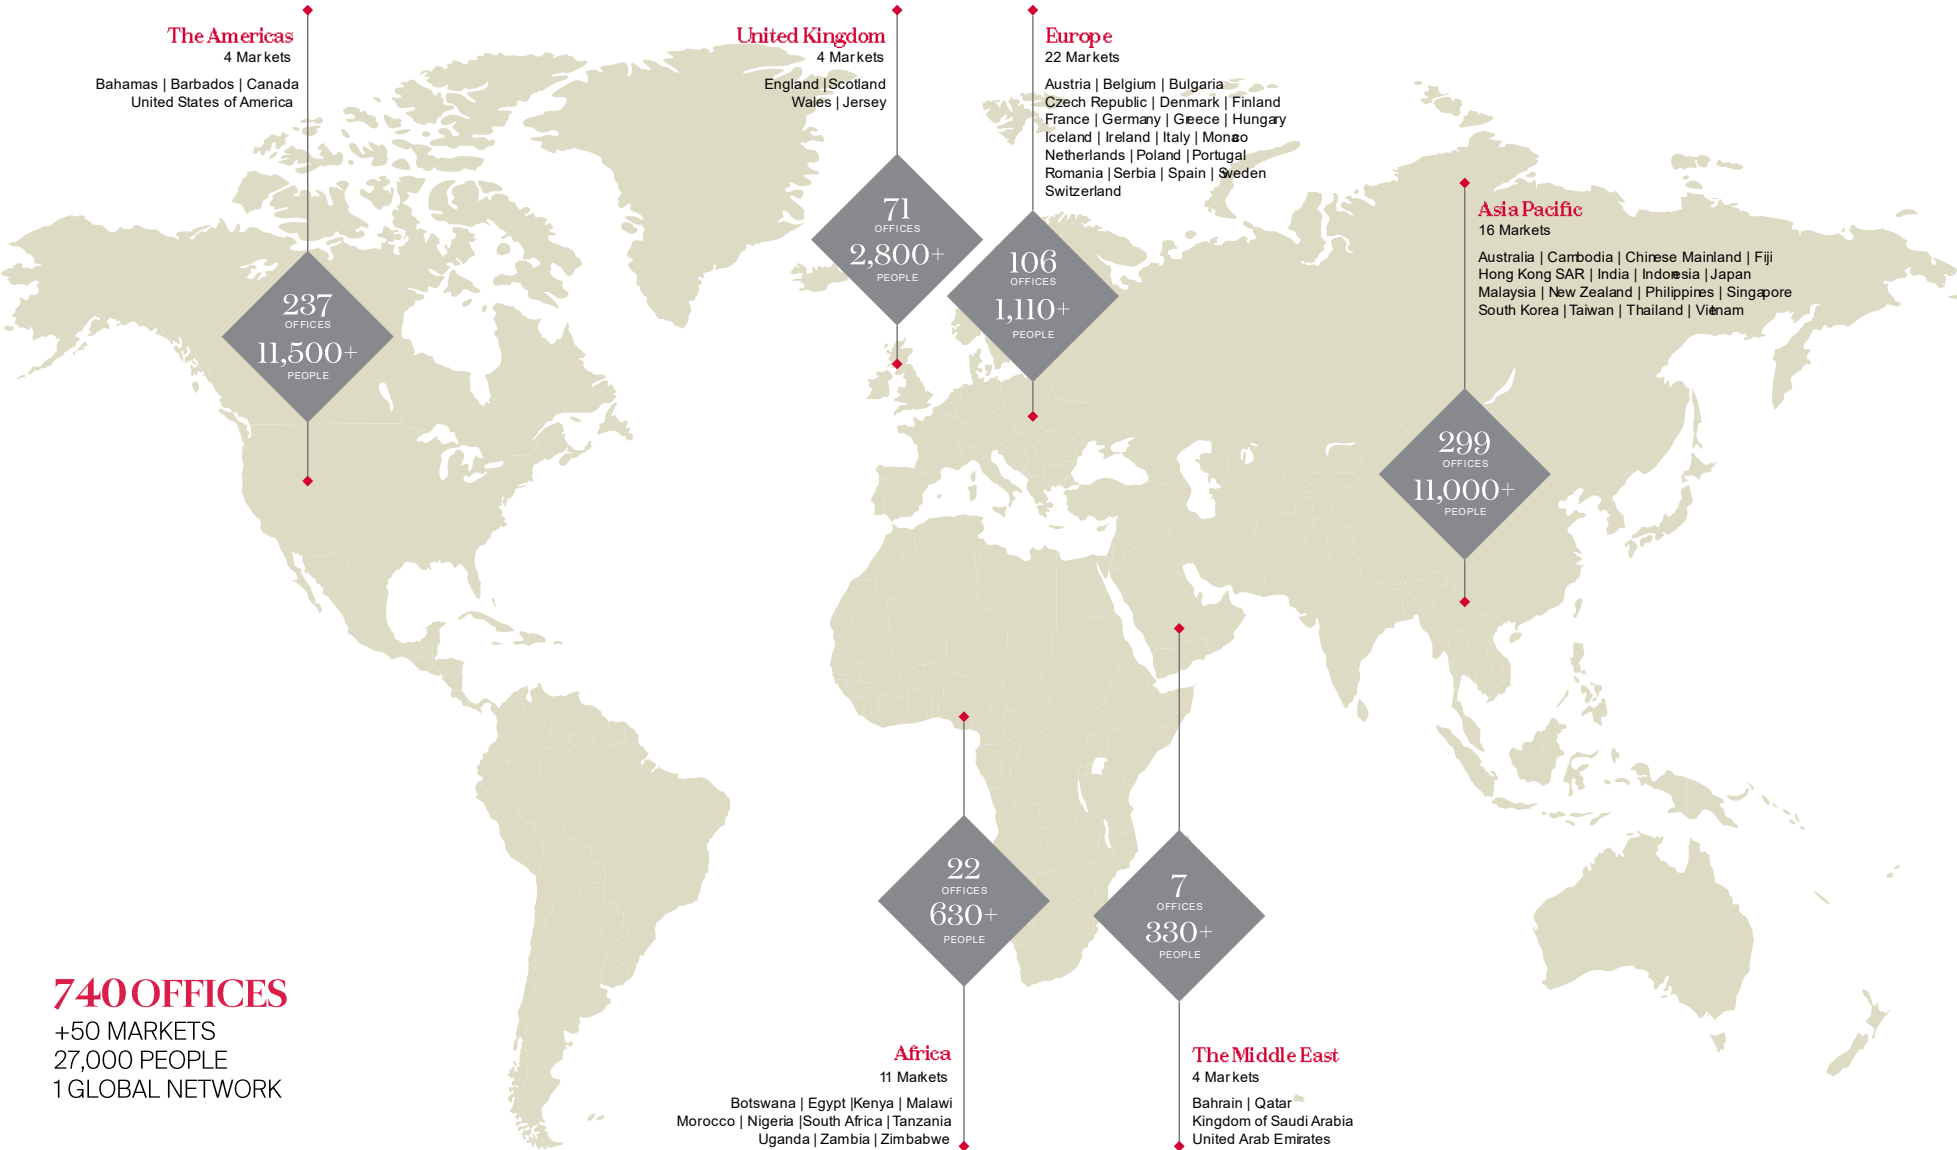 The Americas
4 Markets
Bahamas | Barbados | Canada
United States of America
237
OFFICES
11,500+
PEOPLE
United Kingdom
4 Markets
England | Scotland
Wales | Jersey
71
OFFICES
2,800+
PEOPLE
Europe
22 Markets
Austria | Belgium | Bulgaria
Czech Republic | Denmark | Finland
France | Germany | Greece | Hungary
Iceland | Ireland | Italy | Monaco
Netherlands | Poland | Portugal
Romania | Serbia | Spain | Sweden
Switzerland
106
OFFICES
1,110+
PEOPLE
Asia Pacific
16 Markets
Australia | Cambodia | Chinese Mainland | Fiji
Hong Kong SAR | India | Indonesia | Japan
Malaysia | New Zealand | Philippines | Singapore
South Korea | Taiwan | Thailand | Vietnam
299
OFFICES
11,000+
PEOPLE
22
OFFICES
630+
PEOPLE
Africa
11 Markets
Botswana | Egypt | Kenya | Malawi
Morocco | Nigeria | South Africa | Tanzania
Uganda | Zambia | Zimbabwe
7
OFFICES
330+
PEOPLE
The Middle East
4 Markets
Bahrain | Qatar
Kingdom of Saudi Arabia
United Arab Emirates
740 OFFICES
+50 MARKETS
27,000 PEOPLE
1 GLOBAL NETWORK